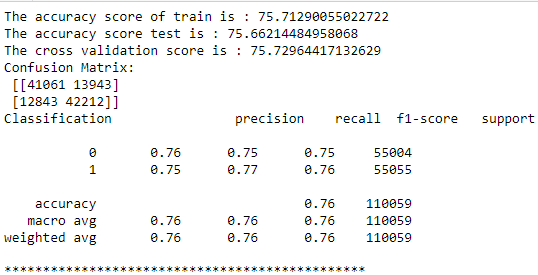 The accuracy score of train is : 75.71290055022722
The accuracy score test is : 75.66214484958068
The cross validation score is : 75.72964417132629
Confusion Matrix:
[[41061 13943]
[12843 42212]]
Classification precision recall f1-score support
0 0.76 0.75 0.75 55004
1 0.75 0.77 0.76 55055
accuracy 0.76 110059
macro avg 0.76 0.76 0.76 110059
weighted avg 0.76 0.76 0.76 110059
***********************************************